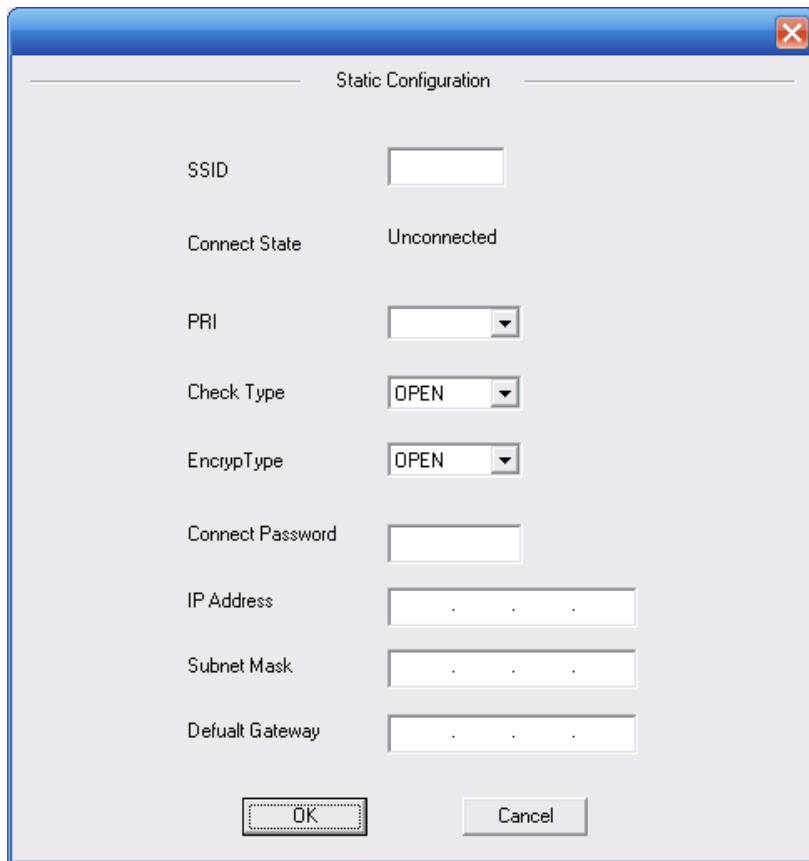 Static Configuration
SSID
Connect State Unconnected
PRI
Check Type OPEN
EncrypType OPEN
Connect Password
IP Address . . .
Subnet Mask . . .
Defualt Gateway . . .
OK Cancel